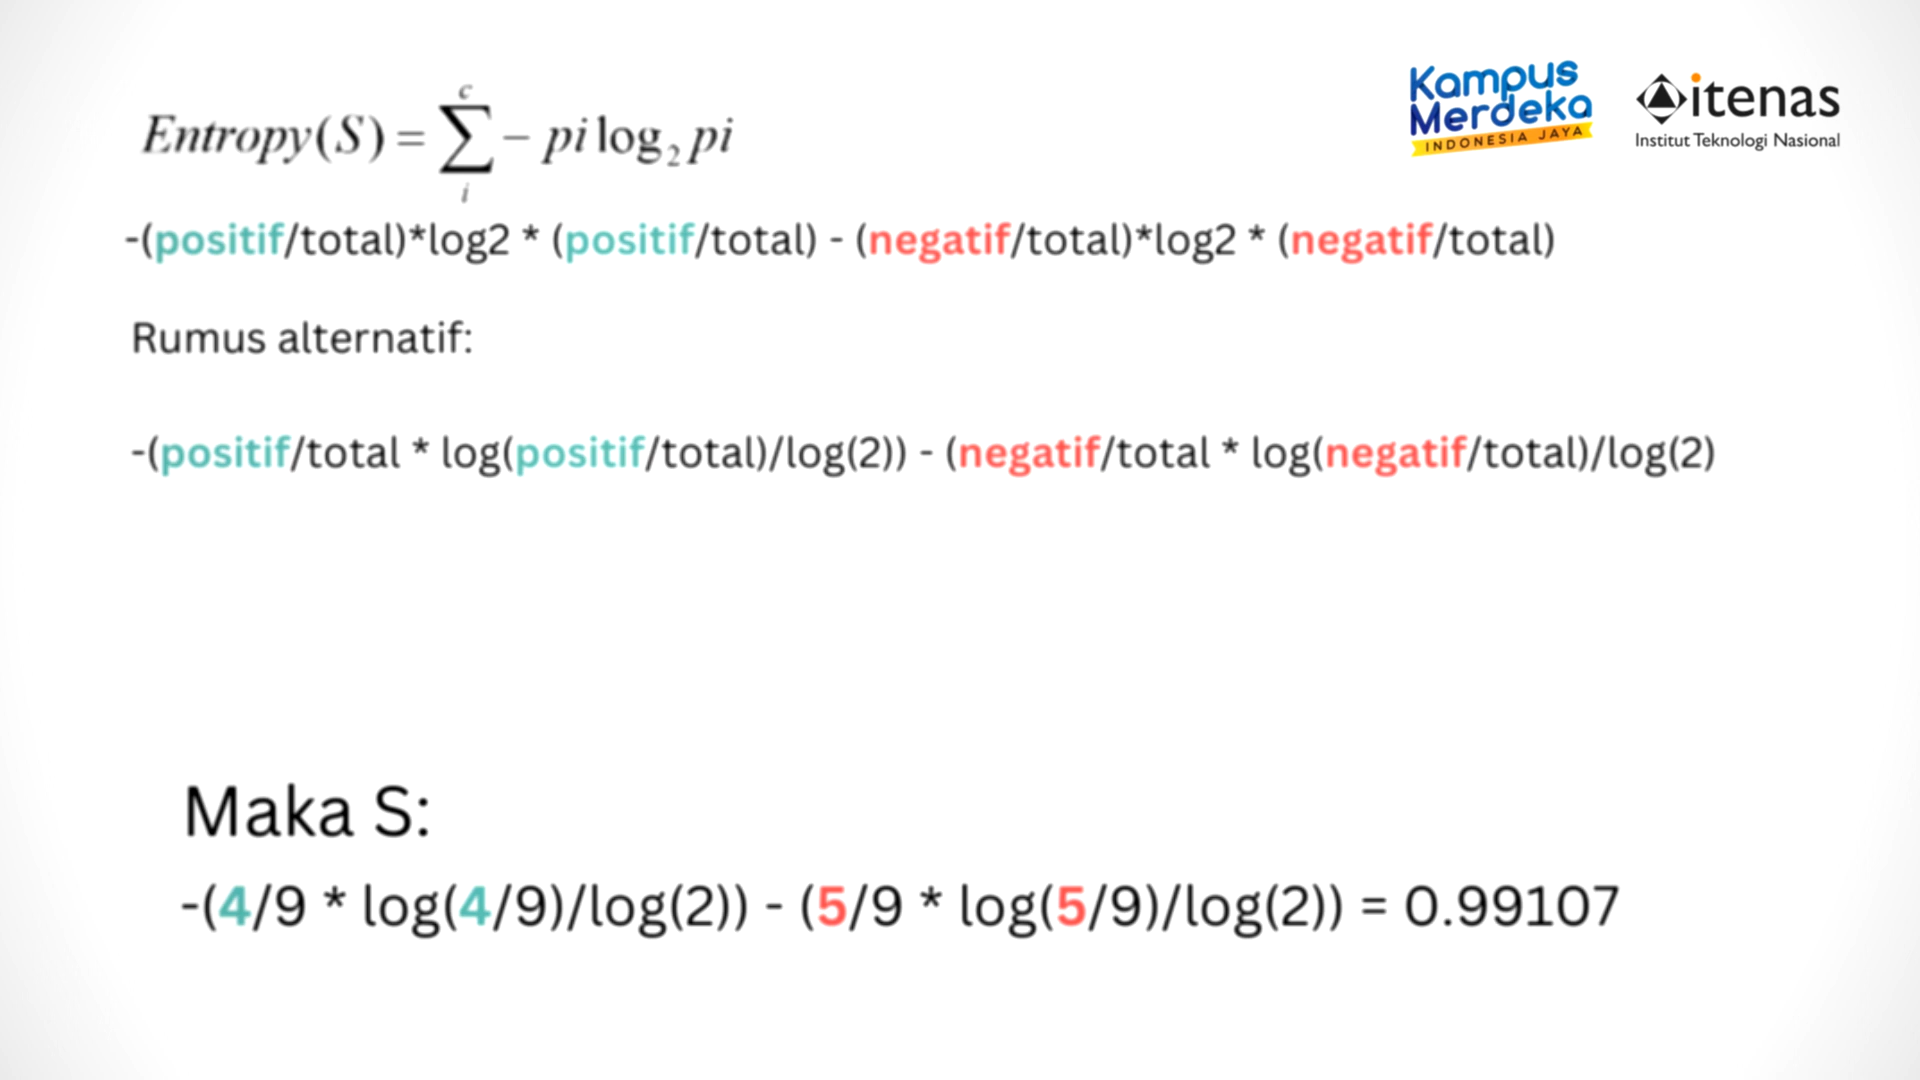 Kampus
Merdeka
INDONESIA JAYA
itenas
Institut Teknologi Nasional
Entropy(S) = c ∑ i − pi log₂ pi
-(positif/total)*log2 * (positif/total) - (negatif/total)*log2 * (negatif/total)
Rumus alternatif:
-(positif/total * log(positif/total)/log(2)) - (negatif/total * log(negatif/total)/log(2)
Maka S:
-(4/9 * log(4/9)/log(2)) - (5/9 * log(5/9)/log(2)) = 0.99107